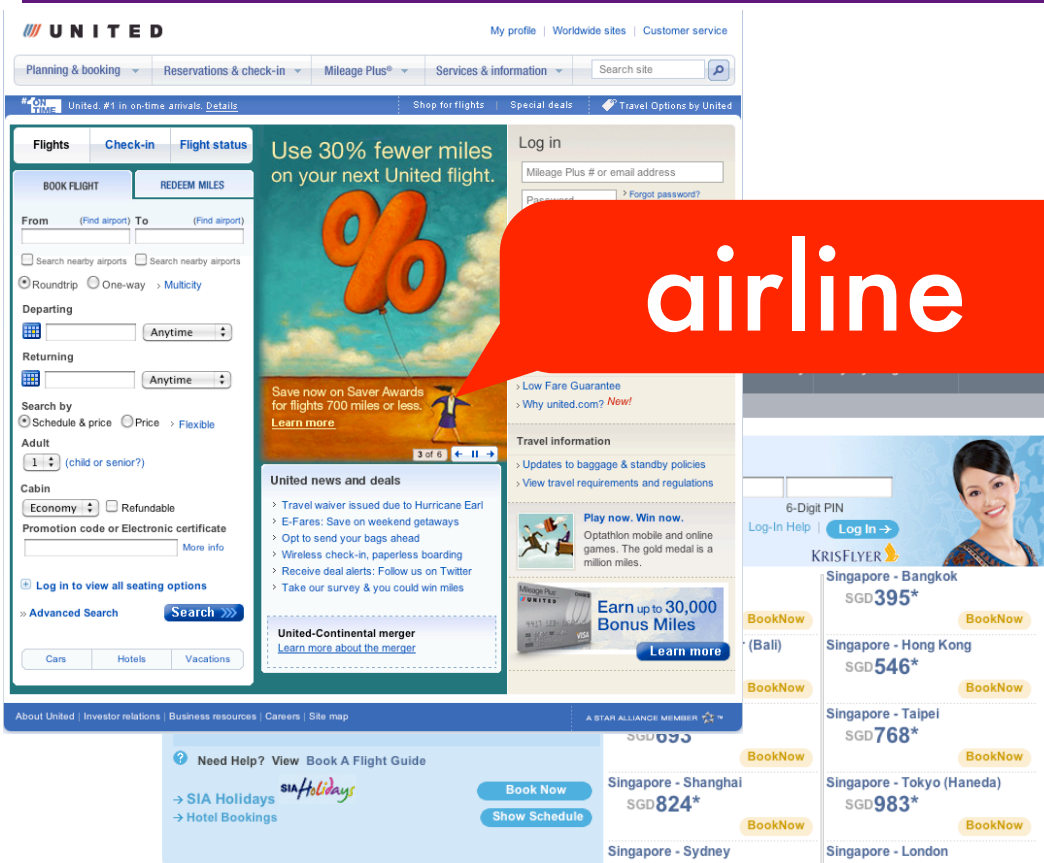 UNITED
My profile | Worldwide sites | Customer service
Planning & booking
Reservations & check-in
Mileage Plus®
Services & information
Search site
#1 ON TIME
United. #1 in on-time arrivals. Details
Shop for flights | Special deals
Travel Options by United
Flights
Check-in
Flight status
BOOK FLIGHT
REDEEM MILES
From (Find airport) To (Find airport)
Search nearby airports Search nearby airports
Roundtrip One-way › Multicity
Departing
Anytime
Returning
Anytime
Search by
Schedule & price Price › Flexible
Adult
1 (child or senior?)
Cabin
Economy Refundable
Promotion code or Electronic certificate
More info
Log in to view all seating options
» Advanced Search
Search
Cars
Hotels
Vacations
Use 30% fewer miles
on your next United flight.
%
Save now on Saver Awards
for flights 700 miles or less.
Learn more
3 of 6
United news and deals
› Travel waiver issued due to Hurricane Earl
› E-Fares: Save on weekend getaways
› Opt to send your bags ahead
› Wireless check-in, paperless boarding
› Receive deal alerts: Follow us on Twitter
› Take our survey & you could win miles
United-Continental merger
Learn more about the merger
Log in
Mileage Plus # or email address
Password
› Forgot password?
airline
› Low Fare Guarantee
› Why united.com? New!
Travel information
› Updates to baggage & standby policies
› View travel requirements and regulations
Play now. Win now.
Optathlon mobile and online
games. The gold medal is a
million miles.
Mileage Plus
UNITED
VISA
Earn up to 30,000
Bonus Miles
Learn more
About United | Investor relations | Business resources | Careers | Site map
A STAR ALLIANCE MEMBER
6-Digit PIN
Log-In Help | Log In →
KRISFLYER
Singapore - Bangkok
SGD395*
BookNow
BookNow
(Bali)
Singapore - Hong Kong
SGD546*
BookNow
BookNow
Singapore - Taipei
SGD693*
SGD768*
BookNow
BookNow
? Need Help? View Book A Flight Guide
→ SIA Holidays
SIA Holidays
→ Hotel Bookings
Book Now
Show Schedule
Singapore - Shanghai
SGD824*
BookNow
Singapore - Tokyo (Haneda)
SGD983*
BookNow
Singapore - Sydney
Singapore - London